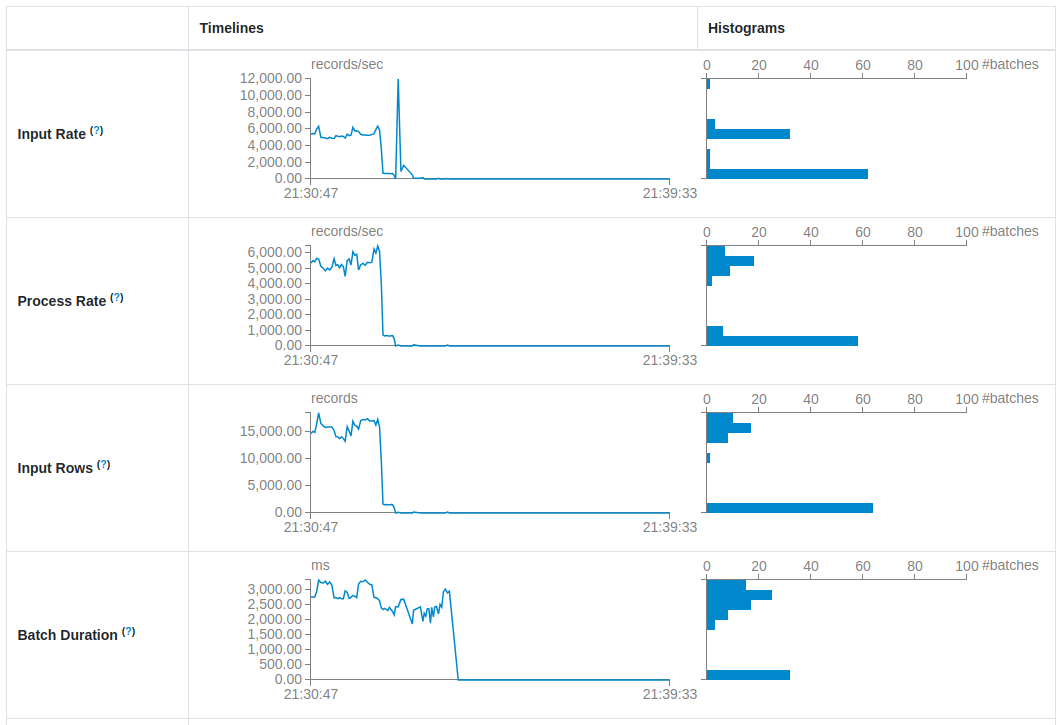 Timelines Histograms
Input Rate (?)
records/sec
12,000.00
10,000.00
8,000.00
6,000.00
4,000.00
2,000.00
0.00
21:30:47 21:39:33
0 20 40 60 80 100 #batches
Process Rate (?)
records/sec
6,000.00
5,000.00
4,000.00
3,000.00
2,000.00
1,000.00
0.00
21:30:47 21:39:33
0 20 40 60 80 100 #batches
Input Rows (?)
records
15,000.00
10,000.00
5,000.00
0.00
21:30:47 21:39:33
0 20 40 60 80 100 #batches
Batch Duration (?)
ms
3,000.00
2,500.00
2,000.00
1,500.00
1,000.00
500.00
0.00
21:30:47 21:39:33
0 20 40 60 80 100 #batches